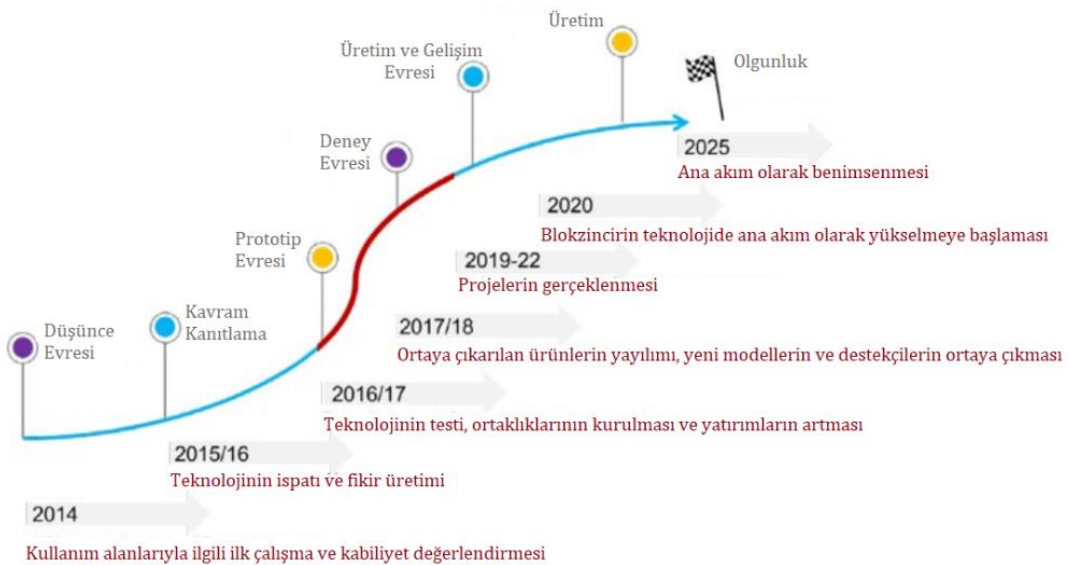 Üretim
Üretim ve Gelişim
Evresi
Olgunluk
Deney
Evresi
2025
Ana akım olarak benimsenmesi
2020
Blokzincirin teknolojide ana akım olarak yükselmeye başlaması
Prototip
Evresi
2019-22
Projelerin gerçeklenmesi
Kavram
Kanıtlama
2017/18
Ortaya çıkarılan ürünlerin yayılımı, yeni modellerin ve destekçilerin ortaya çıkması
Düşünce
Evresi
2016/17
Teknolojinin testi, ortaklıklarının kurulması ve yatırımların artması
2015/16
Teknolojinin ispatı ve fikir üretimi
2014
Kullanım alanlarıyla ilgili ilk çalışma ve kabiliyet değerlendirmesi